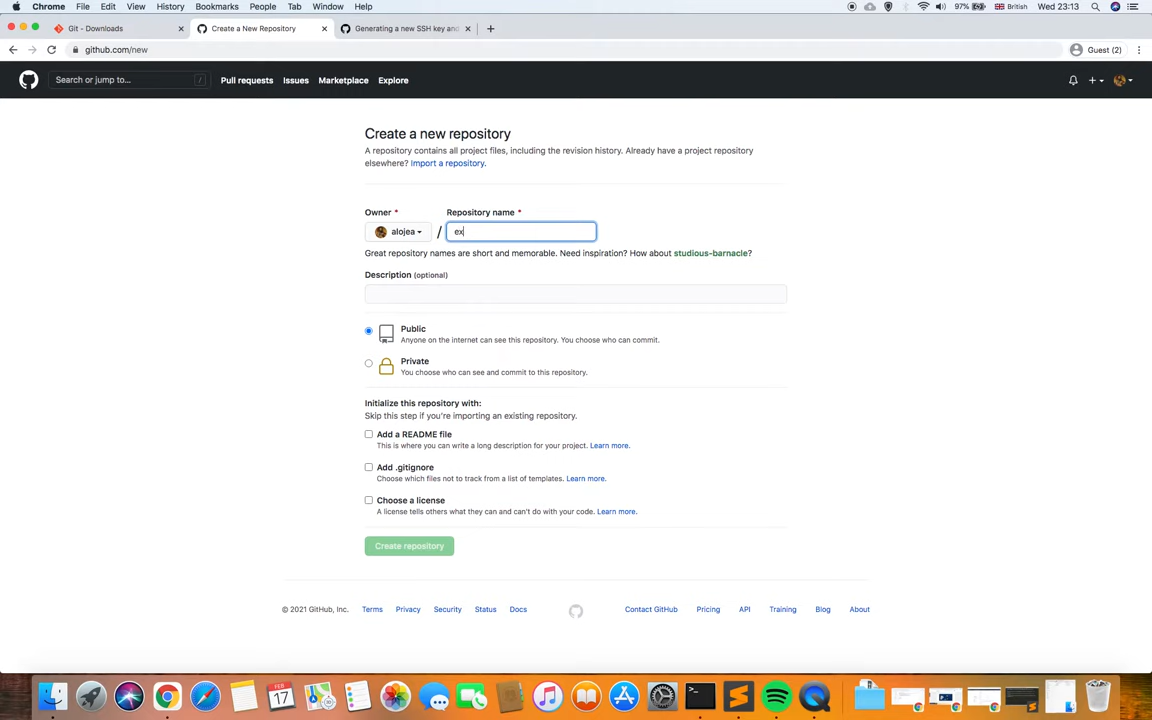 Chrome File Edit View History Bookmarks People Tab Window Help 97% British Wed 23:13
Git - Downloads Create a New Repository Generating a new SSH key and
github.com/new Guest (2)
Search or jump to... / Pull requests Issues Marketplace Explore
Create a new repository
A repository contains all project files, including the revision history. Already have a project repository
elsewhere? Import a repository.
Owner * Repository name *
alojea / ex
Great repository names are short and memorable. Need inspiration? How about studious-barnacle?
Description (optional)
Public
Anyone on the internet can see this repository. You choose who can commit.
Private
You choose who can see and commit to this repository.
Initialize this repository with:
Skip this step if you're importing an existing repository.
Add a README file
This is where you can write a long description for your project. Learn more.
Add .gitignore
Choose which files not to track from a list of templates. Learn more.
Choose a license
A license tells others what they can and can't do with your code. Learn more.
Create repository
© 2021 GitHub, Inc. Terms Privacy Security Status Docs Contact GitHub Pricing API Training Blog About
FEB
17